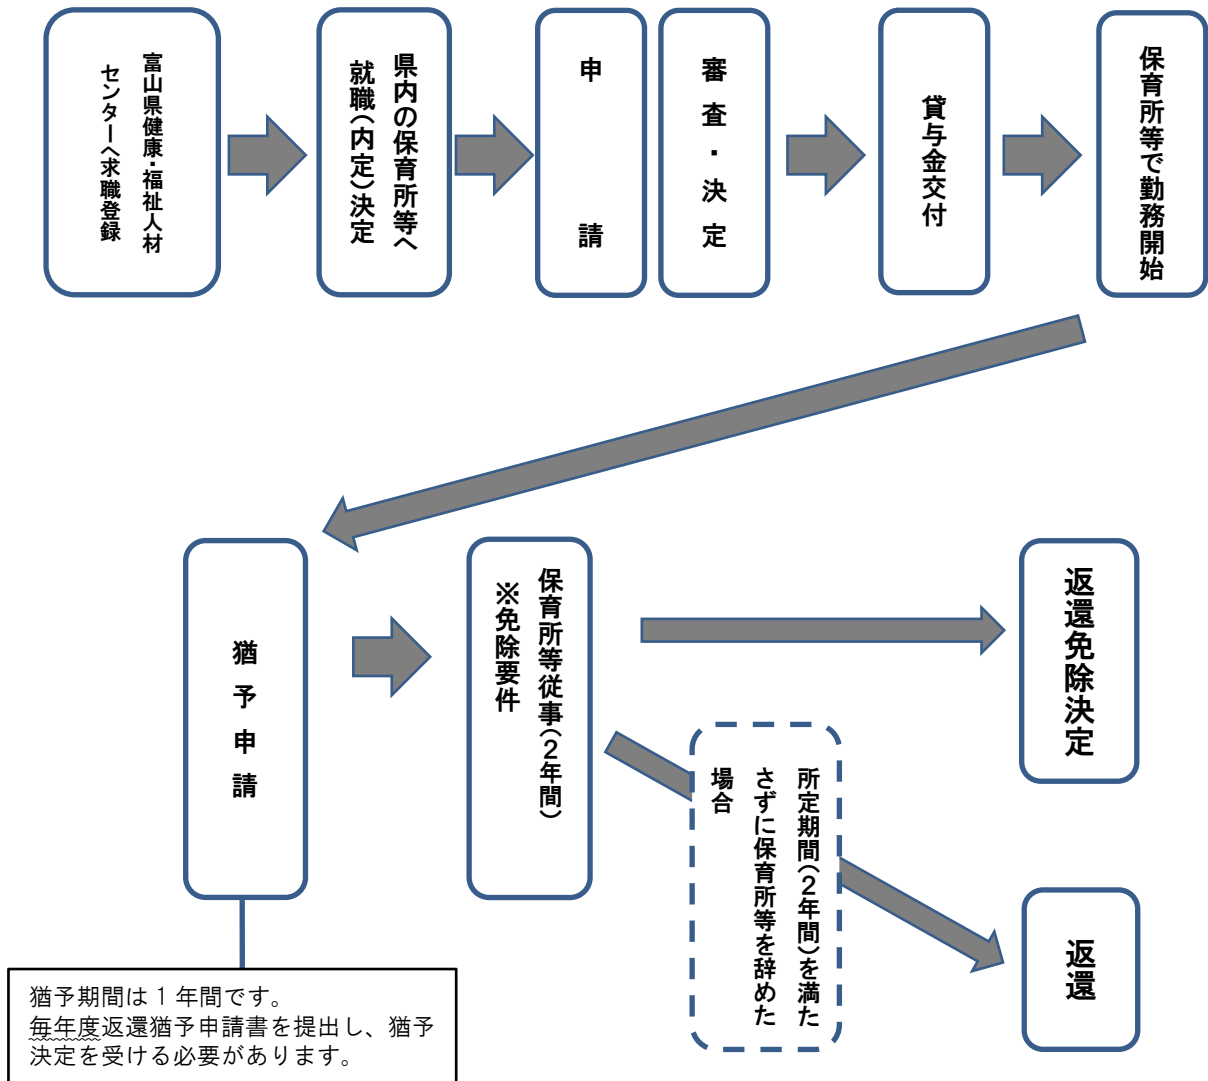 富山県健康・福祉人材
センターへ求職登録
県内の保育所等へ
就職（内定）決定
申請
審査・決定
貸与金交付
保育所等で勤務開始
猶予申請
保育所等従事（２年間）
※免除要件
返還免除決定
所定期間（２年間）を満た
さずに保育所等を辞めた
場合
返還
猶予期間は１年間です。
毎年度返還猶予申請書を提出し、猶予
決定を受ける必要があります。